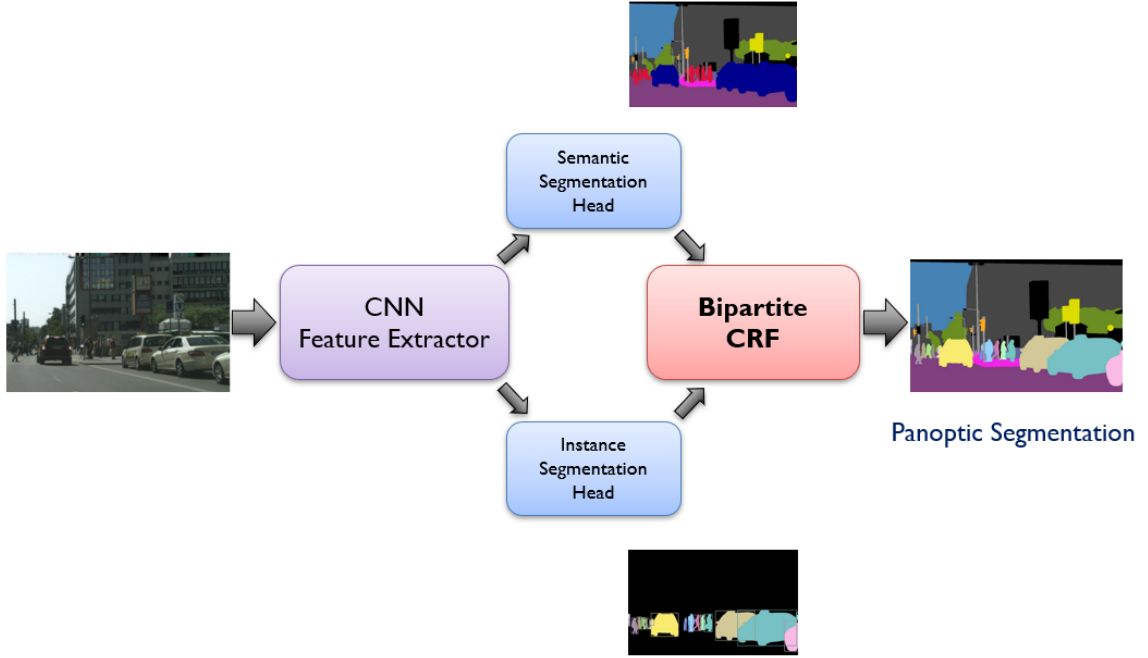 Semantic
Segmentation
Head
CNN
Feature Extractor
Bipartite
CRF
Panoptic Segmentation
Instance
Segmentation
Head